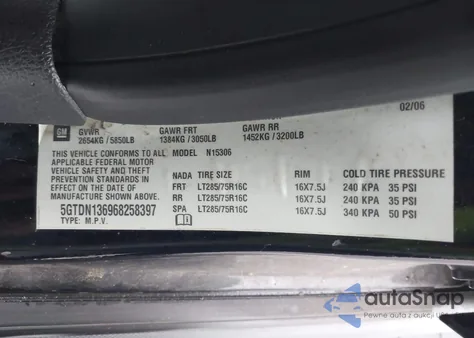 02/06
GM GVWR GAWR FRT GAWR RR
2654KG / 5850LB 1384KG / 3050LB 1452KG / 3200LB
THIS VEHICLE CONFORMS TO ALL MODEL N15306
APPLICABLE FEDERAL MOTOR
VEHICLE SAFETY AND THEFT
PREVENTION STANDARDS IN
EFFECT ON THE DATE OF
MANUFACTURE SHOWN ABOVE.
5GTDN136968258397
TYPE: M.P.V.
NADA TIRE SIZE RIM COLD TIRE PRESSURE
FRT LT285/75R16C 16X7.5J 240 KPA 35 PSI
RR LT285/75R16C 16X7.5J 240 KPA 35 PSI
SPA LT285/75R16C 16X7.5J 340 KPA 50 PSI
autoSnap
Pewne auta z aukcji USA